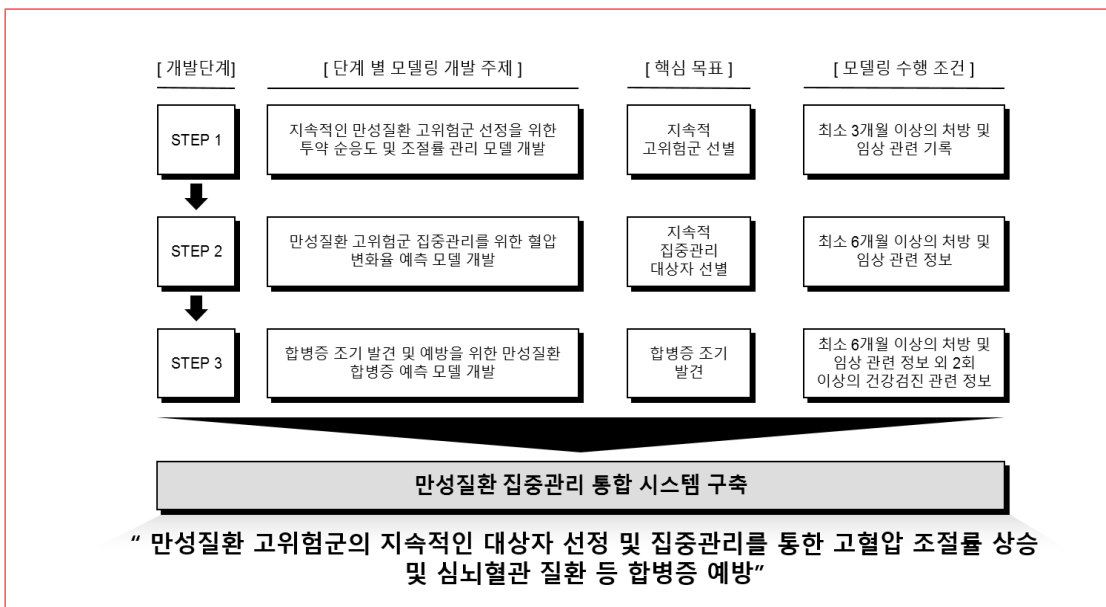 [ 개발단계]
[ 단계 별 모델링 개발 주제 ]
[ 핵심 목표 ]
[ 모델링 수행 조건 ]
STEP 1
지속적인 만성질환 고위험군 선정을 위한
투약 순응도 및 조절률 관리 모델 개발
지속적
고위험군 선별
최소 3개월 이상의 처방 및
임상 관련 기록
STEP 2
만성질환 고위험군 집중관리를 위한 혈압
변화율 예측 모델 개발
지속적
집중관리
대상자 선별
최소 6개월 이상의 처방 및
임상 관련 정보
STEP 3
합병증 조기 발견 및 예방을 위한 만성질환
합병증 예측 모델 개발
합병증 조기
발견
최소 6개월 이상의 처방 및
임상 관련 정보 외 2회
이상의 건강검진 관련 정보
만성질환 집중관리 통합 시스템 구축
“ 만성질환 고위험군의 지속적인 대상자 선정 및 집중관리를 통한 고혈압 조절률 상승
및 심뇌혈관 질환 등 합병증 예방”